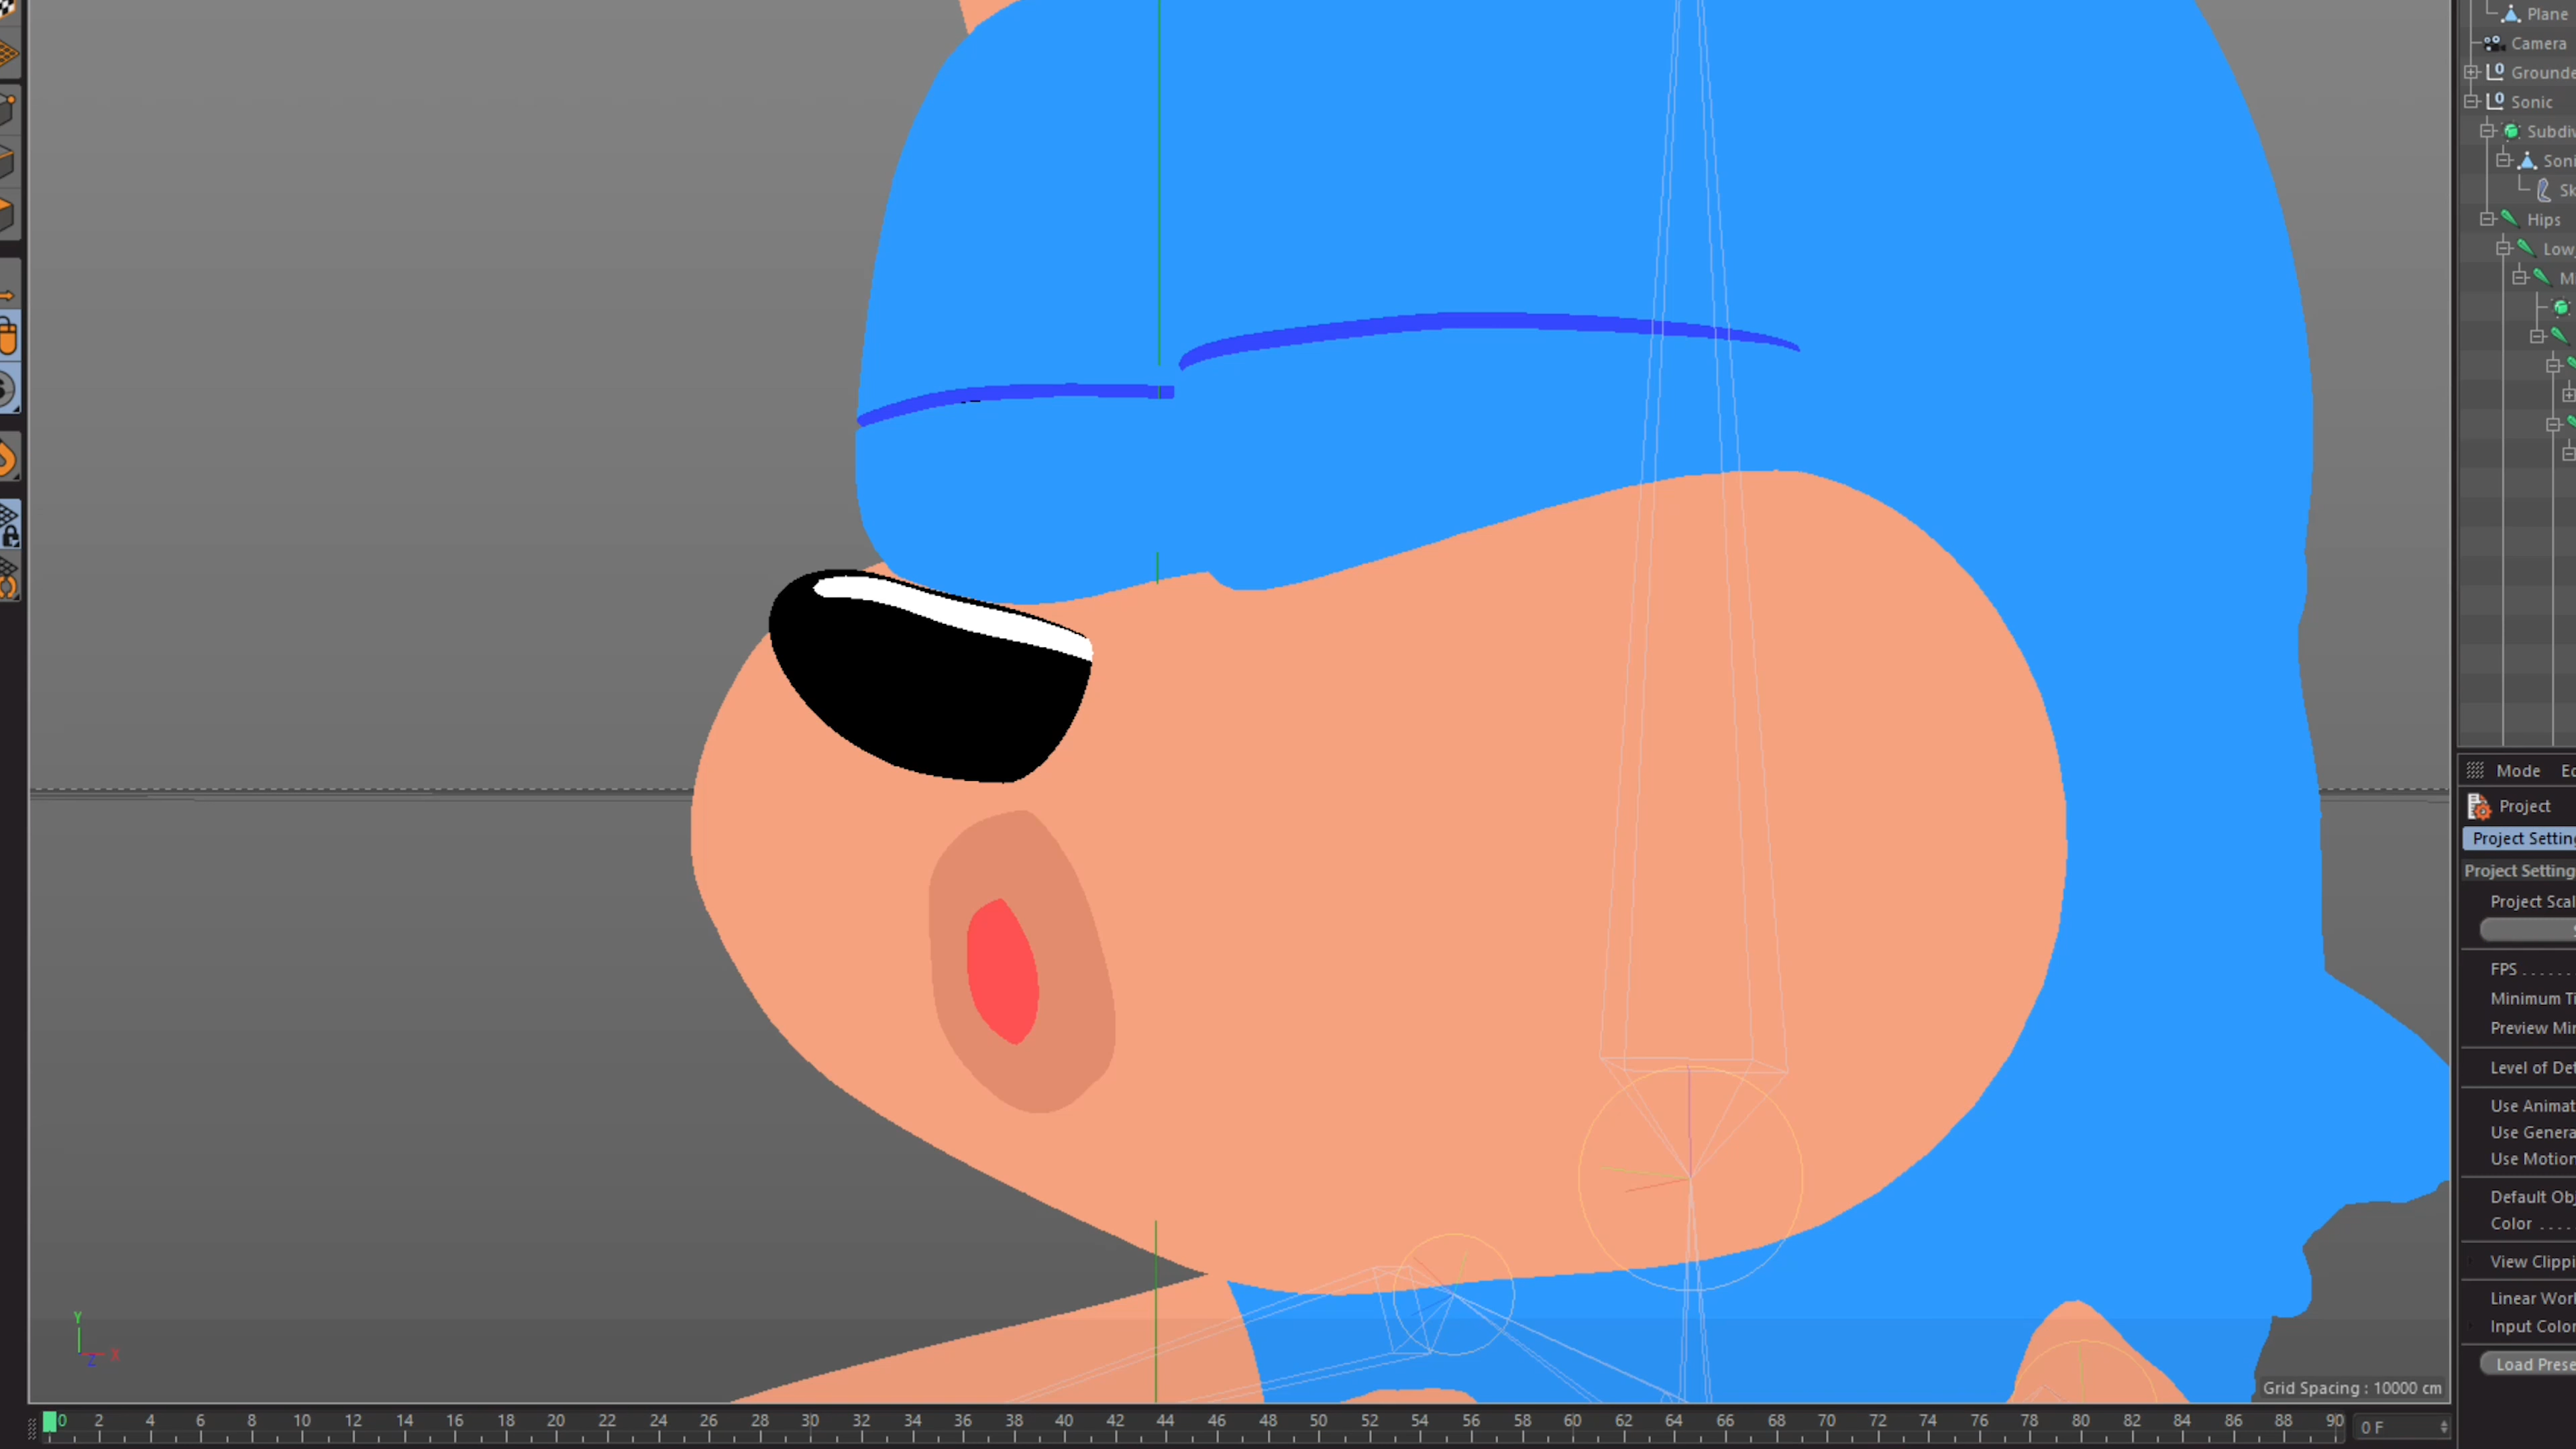 Plane
Camera
Grounde
Sonic
Subdiv
Soni
Sk
Hips
Low
M
Mode Ed
Project
Project Setting
Project Setting
Project Scal
S
FPS ....
Minimum Ti
Preview Min
Level of Det
Use Animat
Use Genera
Use Motion
Default Obj
Color ....
View Clippi
Linear Work
Input Color
Load Prese
Y
Z X
Grid Spacing : 10000 cm
0 2 4 6 8 10 12 14 16 18 20 22 24 26 28 30 32 34 36 38 40 42 44 46 48 50 52 54 56 58 60 62 64 66 68 70 72 74 76 78 80 82 84 86 88 90 0 F